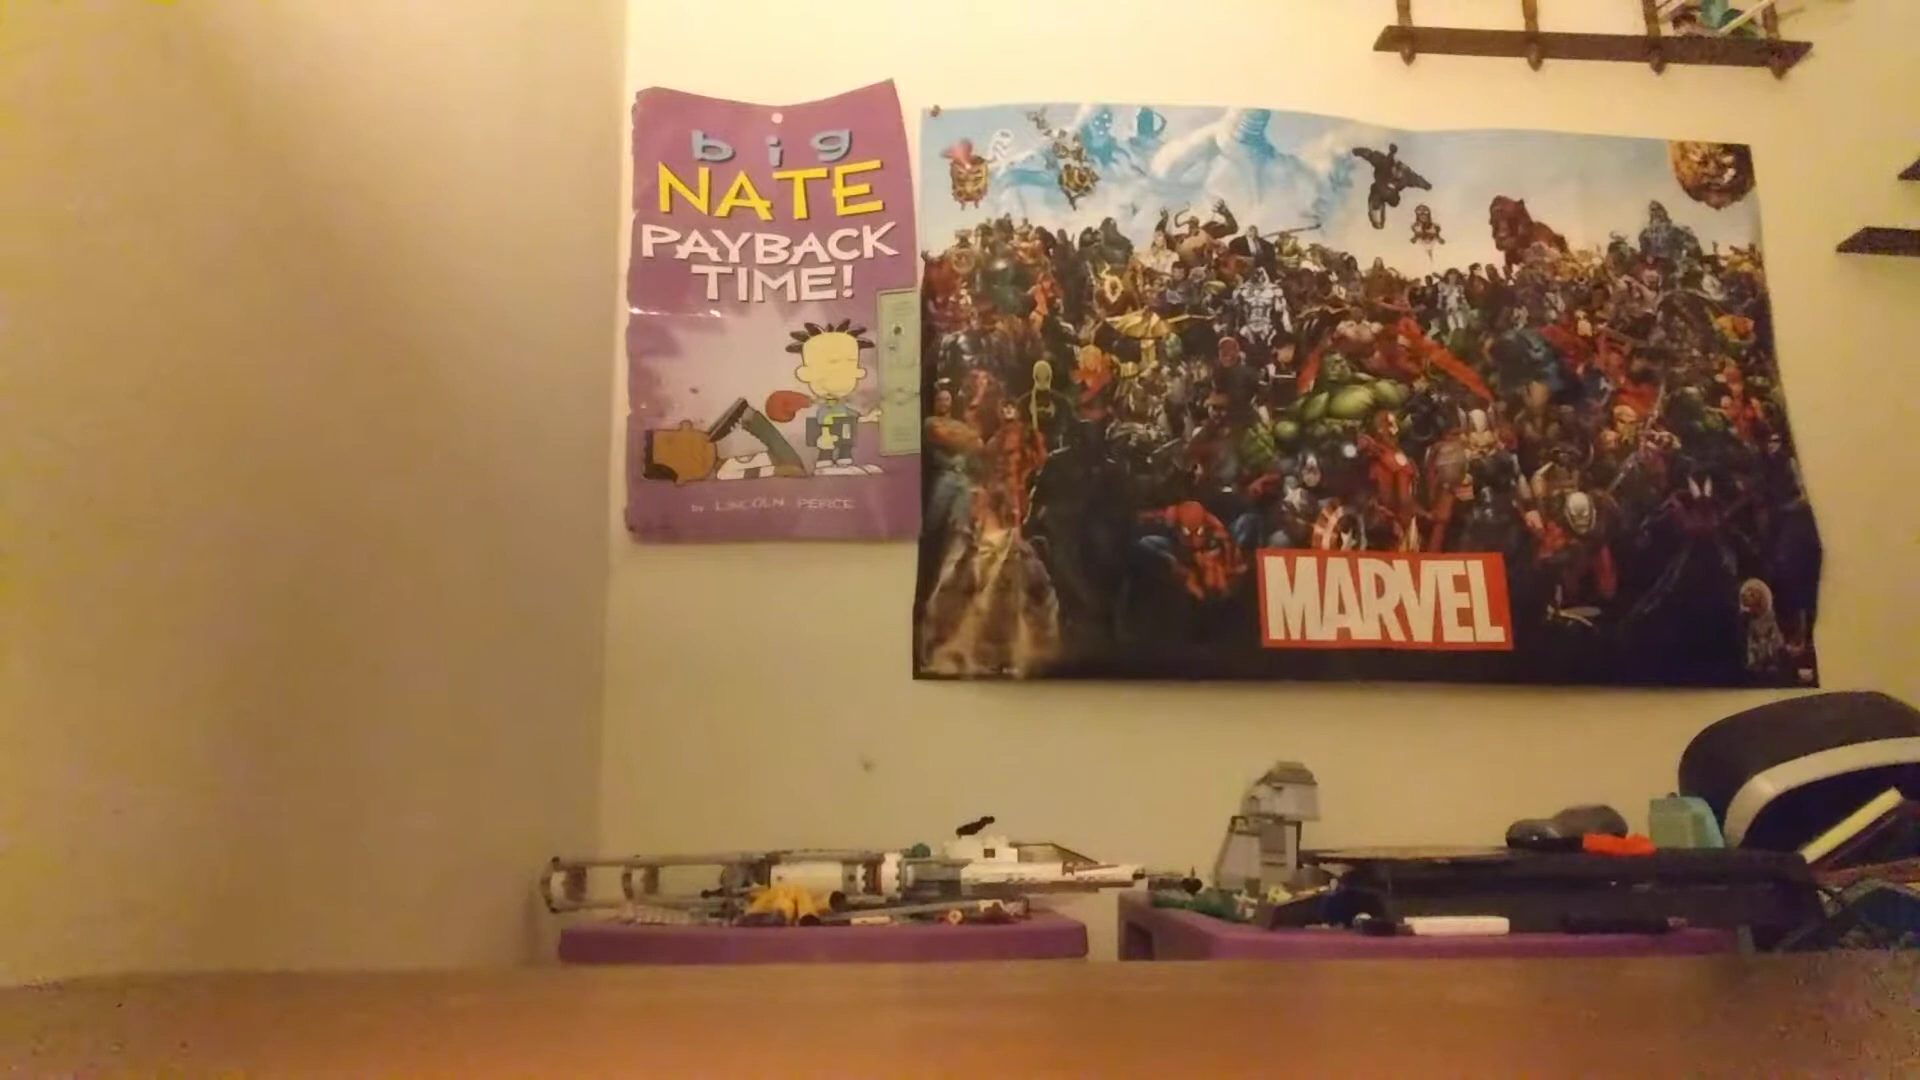 big
NATE
PAYBACK
TIME!
by LINCOLN PEIRCE
MARVEL